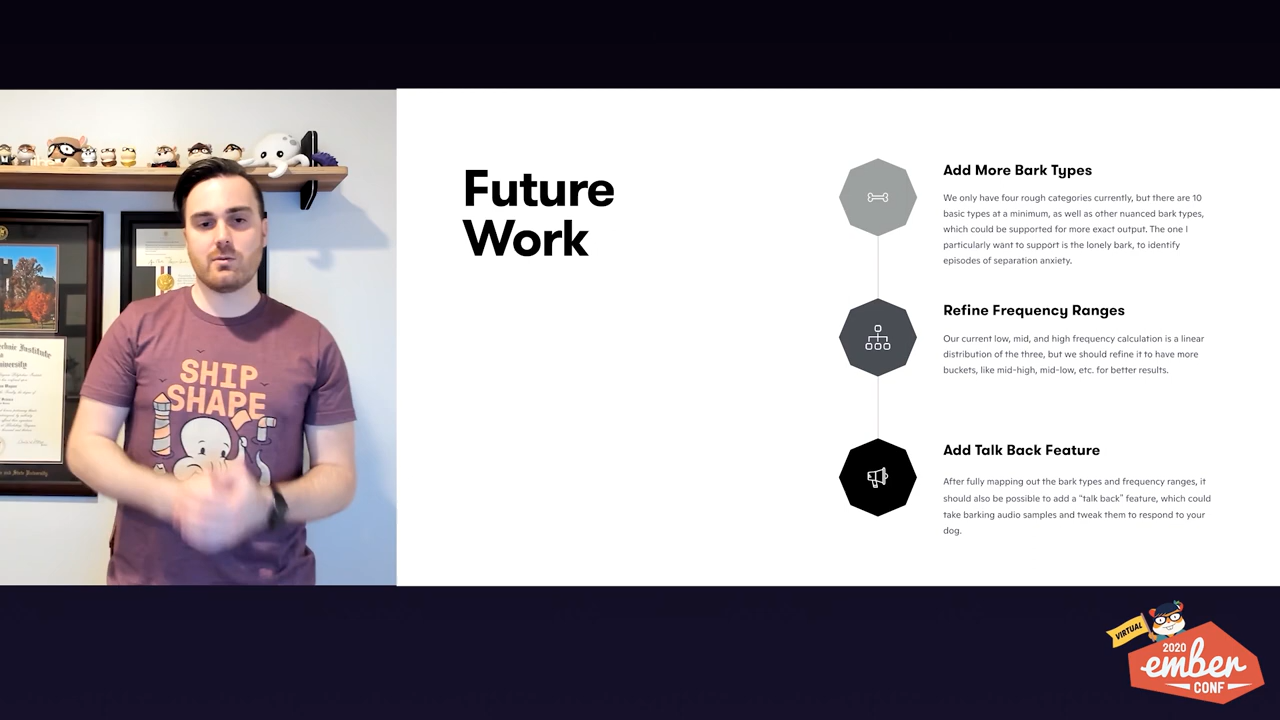 Future
Work
Add More Bark Types
We only have four rough categories currently, but there are 10
basic types at a minimum, as well as other nuanced bark types,
which could be supported for more exact output. The one I
particularly want to support is the lonely bark, to identify
episodes of separation anxiety.
Refine Frequency Ranges
Our current low, mid, and high frequency calculation is a linear
distribution of the three, but we should refine it to have more
buckets, like mid-high, mid-low, etc. for better results.
Add Talk Back Feature
After fully mapping out the bark types and frequency ranges, it
should also be possible to add a “talk back” feature, which could
take barking audio samples and tweak them to respond to your
dog.
SHIP
SHAPE
VIRTUAL
2020
ember
CONF